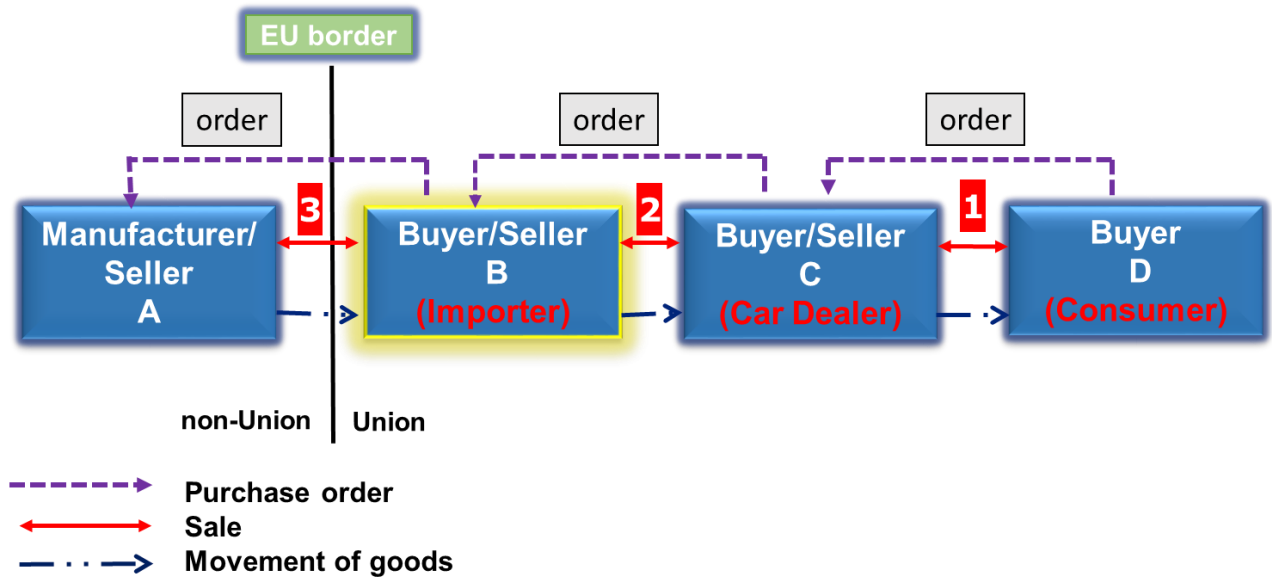 EU border
order
order
order
3
2
1
Manufacturer/
Seller
A
Buyer/Seller
B
(Importer)
Buyer/Seller
C
(Car Dealer)
Buyer
D
(Consumer)
non-Union
Union
Purchase order
Sale
Movement of goods